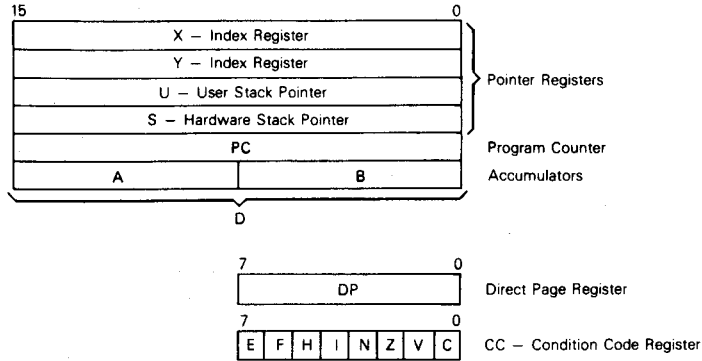 15 0
X – Index Register
Y – Index Register
U – User Stack Pointer
S – Hardware Stack Pointer
Pointer Registers
PC Program Counter
A B Accumulators
D
7 0
DP Direct Page Register
7 0
E F H I N Z V C CC – Condition Code Register